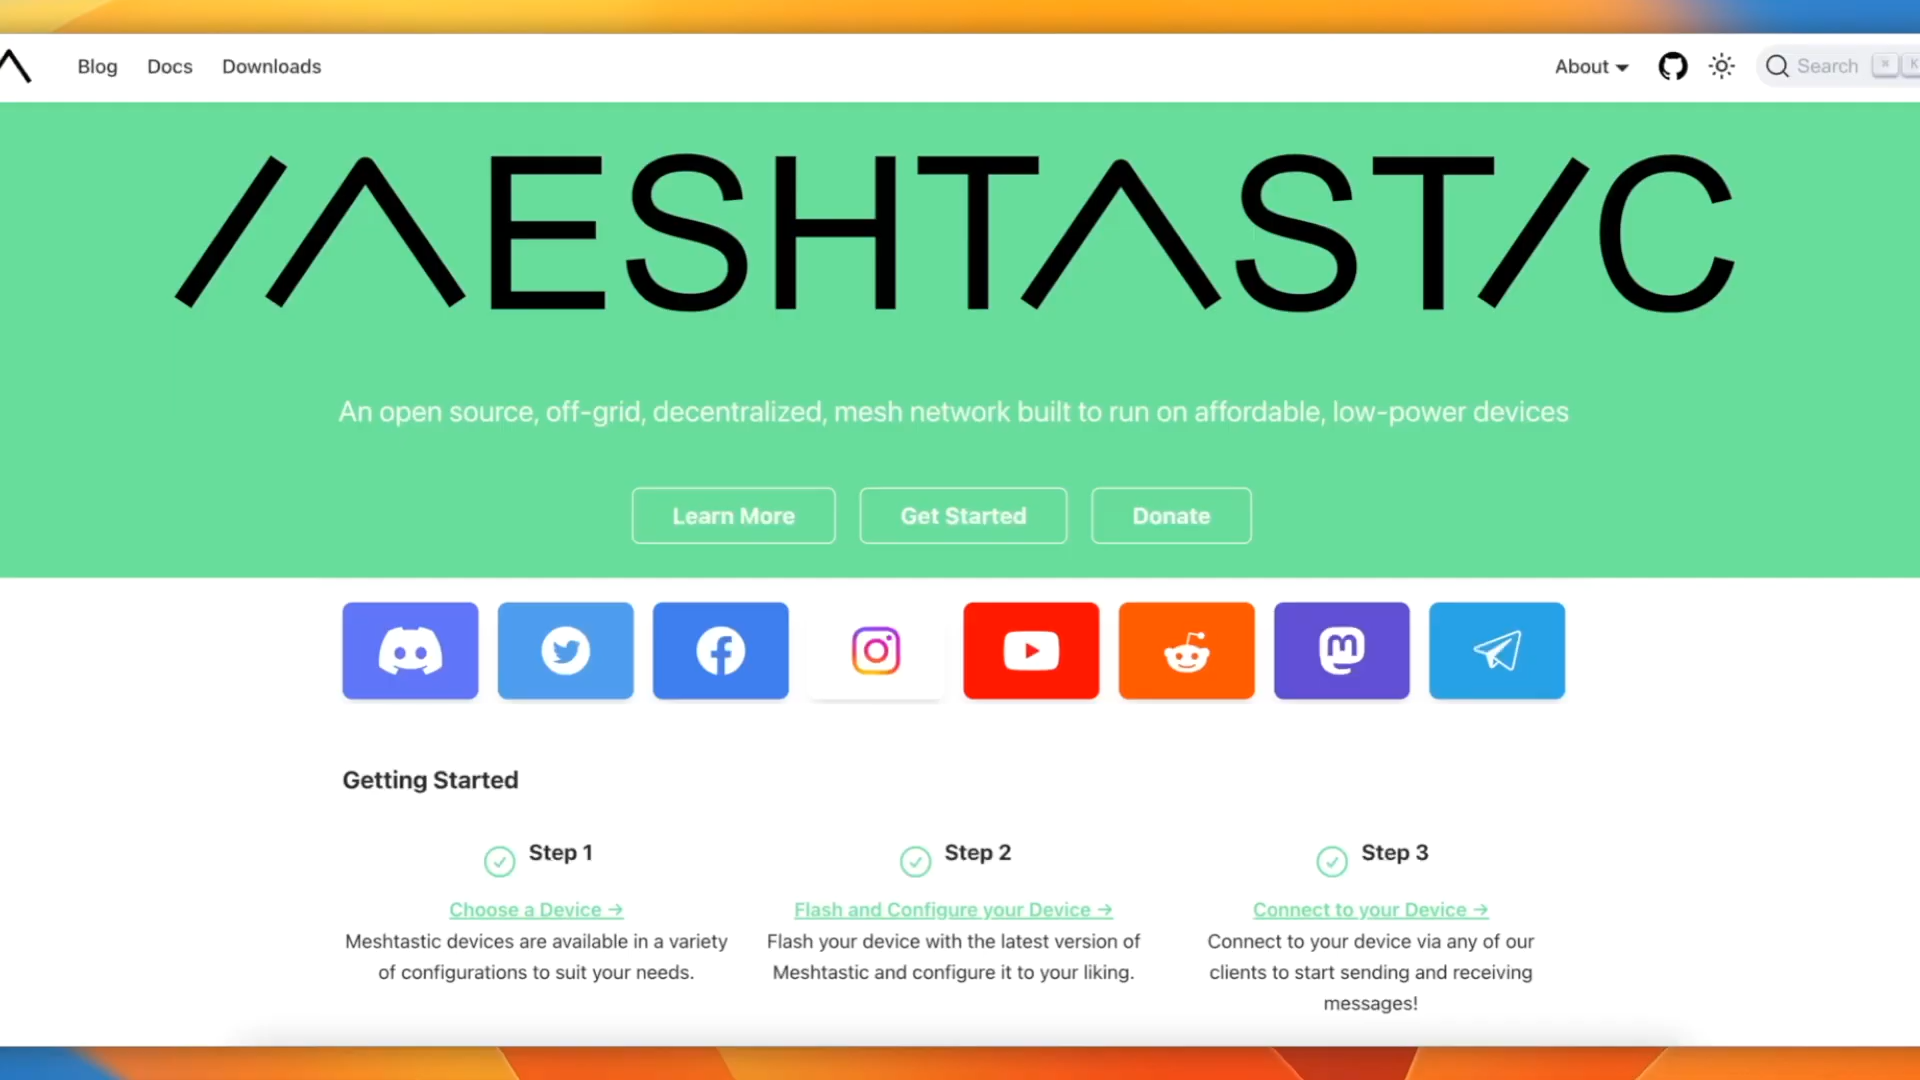 Blog Docs Downloads About Search K
MESHTASTIC
An open source, off-grid, decentralized, mesh network built to run on affordable, low-power devices
Learn More Get Started Donate
Getting Started
Step 1 Step 2 Step 3
Choose a Device → Flash and Configure your Device → Connect to your Device →
Meshtastic devices are available in a variety Flash your device with the latest version of Connect to your device via any of our
of configurations to suit your needs. Meshtastic and configure it to your liking. clients to start sending and receiving
messages!